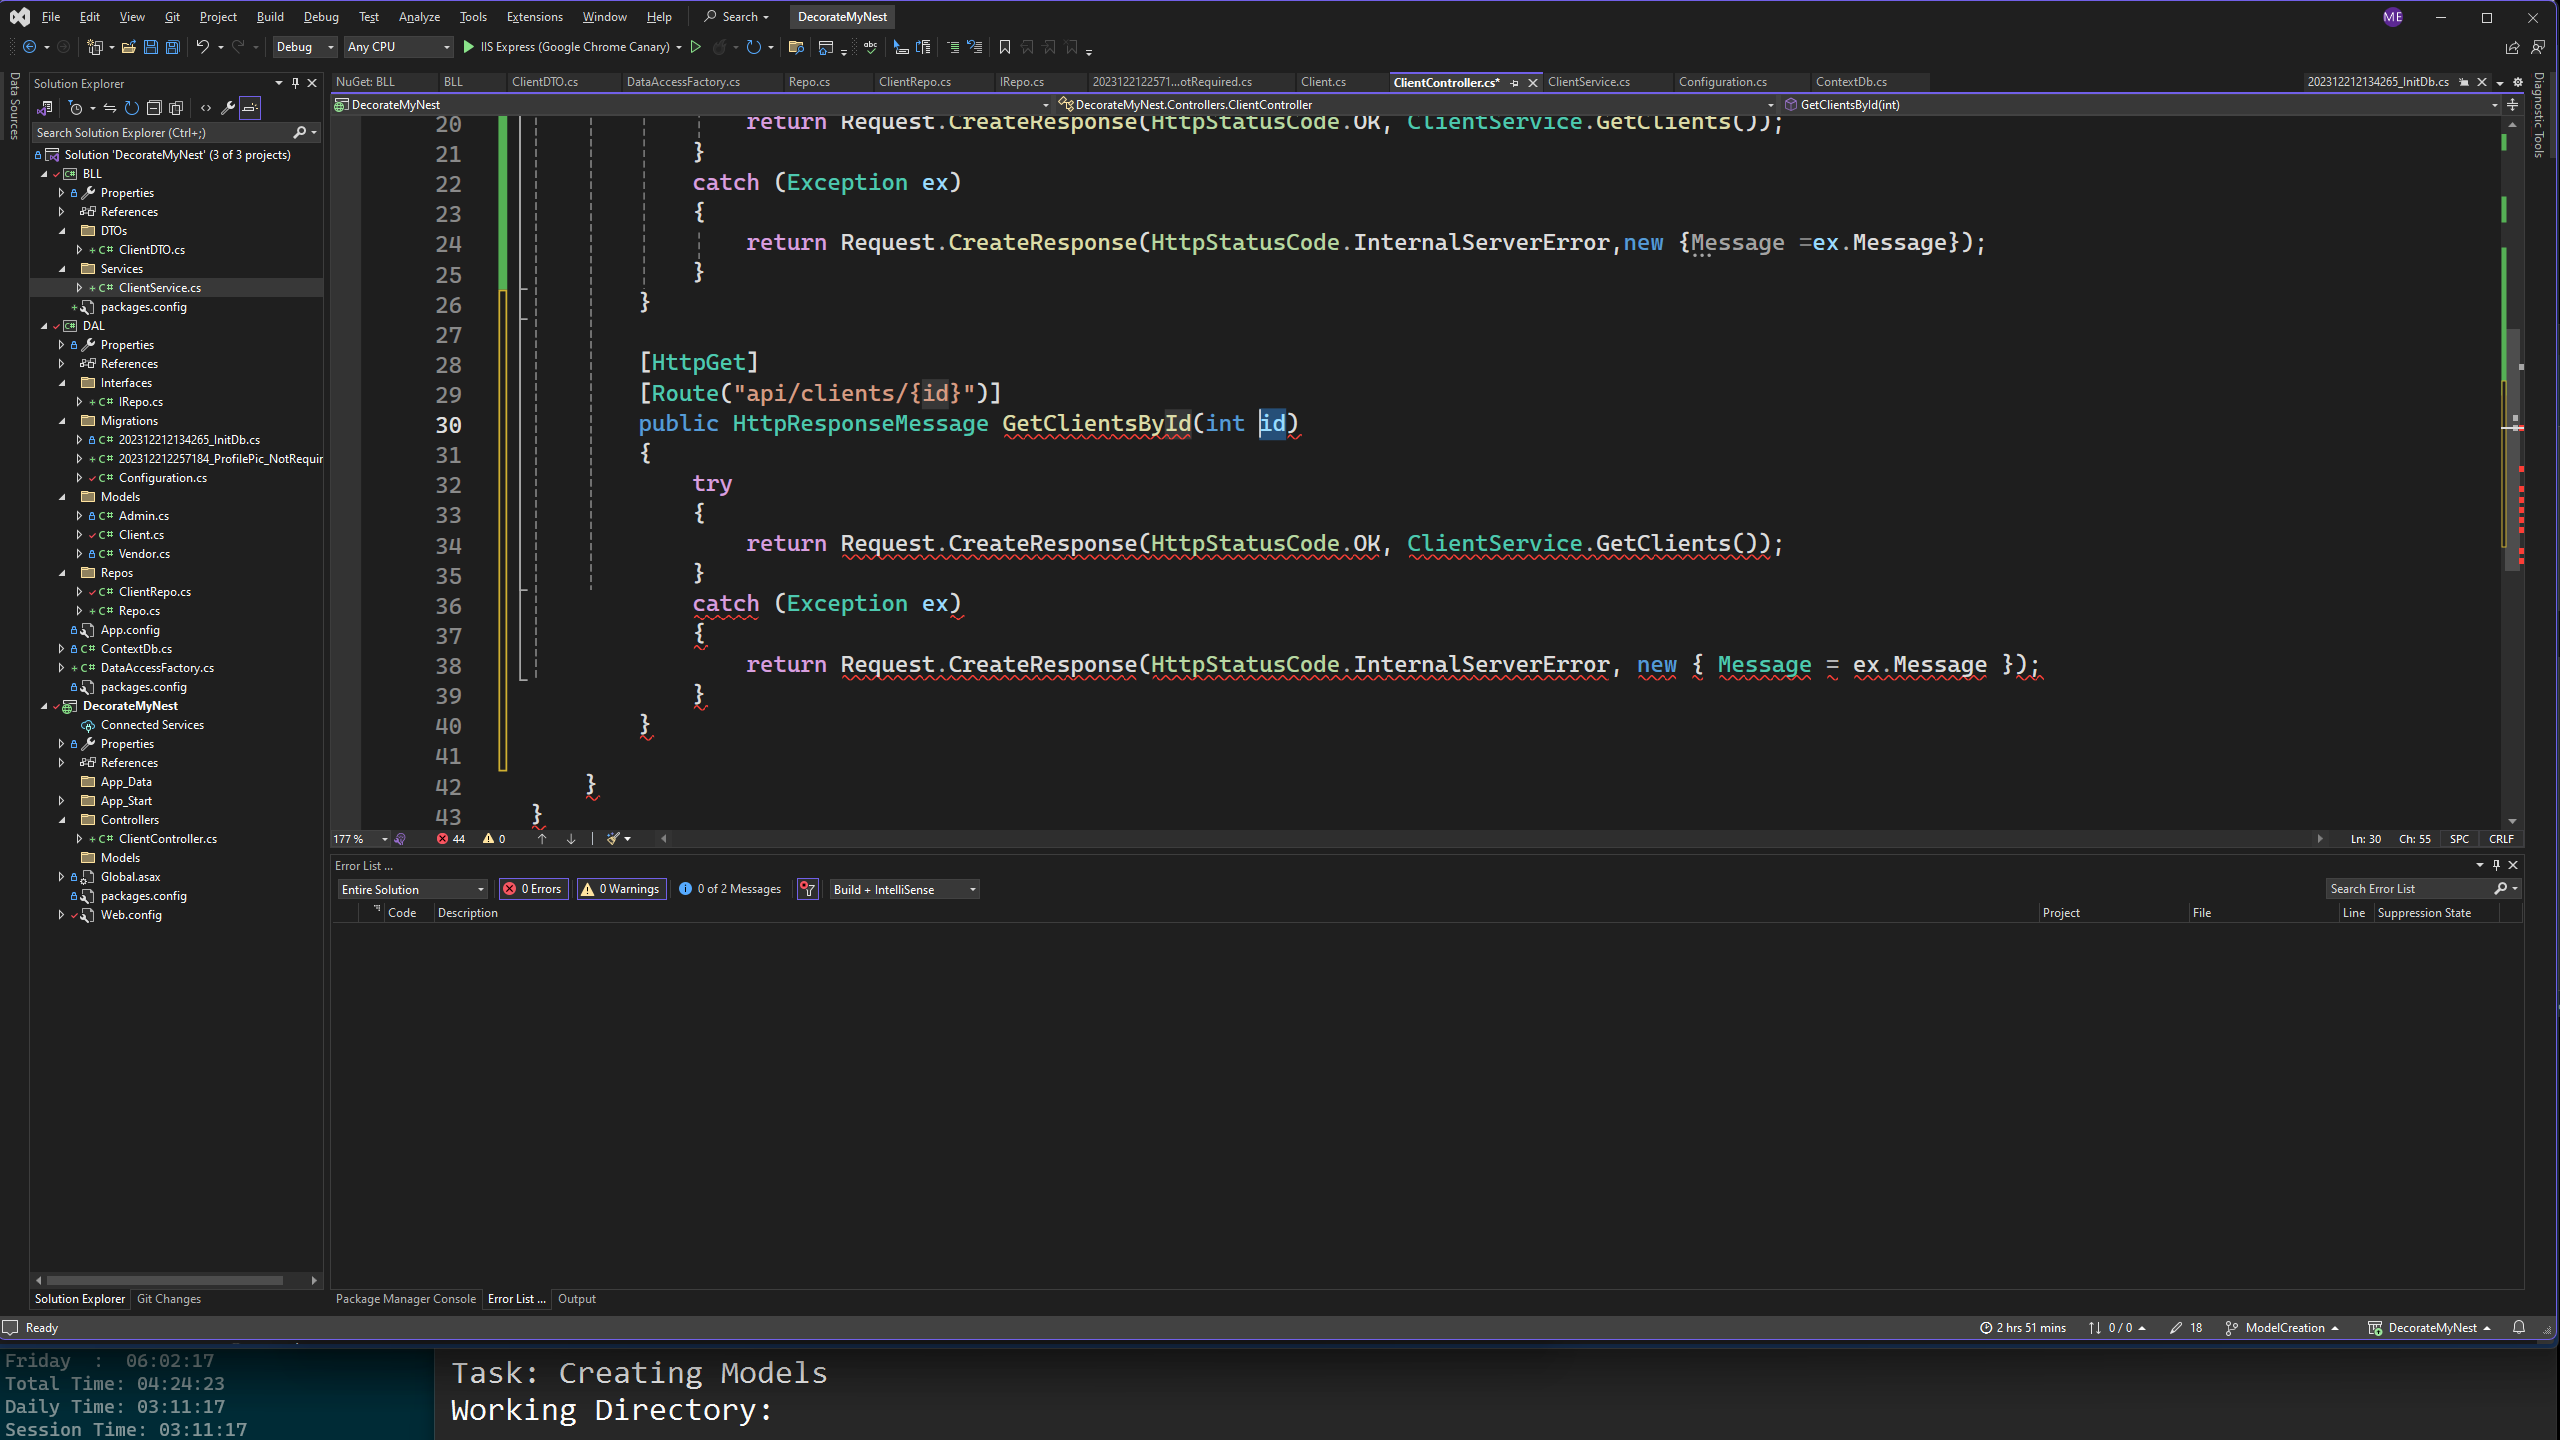 File Edit View Git Project Build Debug Test Analyze Tools Extensions Window Help Search DecorateMyNest ME
Debug Any CPU IIS Express (Google Chrome Canary)
Data Sources
Solution Explorer
Search Solution Explorer (Ctrl+;)
Solution 'DecorateMyNest' (3 of 3 projects)
BLL
Properties
References
DTOs
C# ClientDTO.cs
Services
C# ClientService.cs
packages.config
DAL
Properties
References
Interfaces
C# IRepo.cs
Migrations
C# 202312212134265_InitDb.cs
C# 202312212257184_ProfilePic_NotRequir
C# Configuration.cs
Models
C# Admin.cs
C# Client.cs
C# Vendor.cs
Repos
C# ClientRepo.cs
C# Repo.cs
App.config
C# ContextDb.cs
C# DataAccessFactory.cs
packages.config
DecorateMyNest
Connected Services
Properties
References
App_Data
App_Start
Controllers
C# ClientController.cs
Models
Global.asax
packages.config
Web.config
Solution Explorer Git Changes
NuGet: BLL BLL ClientDTO.cs DataAccessFactory.cs Repo.cs ClientRepo.cs IRepo.cs 2023122122571...otRequired.cs Client.cs ClientController.cs* ClientService.cs Configuration.cs ContextDb.cs 202312212134265_InitDb.cs
DecorateMyNest DecorateMyNest.Controllers.ClientController GetClientsById(int)
20 return Request.CreateResponse(HttpStatusCode.OK, ClientService.GetClients());
21 }
22 catch (Exception ex)
23 {
24 return Request.CreateResponse(HttpStatusCode.InternalServerError,new {Message =ex.Message});
25 }
26 }
27
28 [HttpGet]
29 [Route("api/clients/{id}")]
30 public HttpResponseMessage GetClientsById(int id)
31 {
32 try
33 {
34 return Request.CreateResponse(HttpStatusCode.OK, ClientService.GetClients());
35 }
36 catch (Exception ex)
37 {
38 return Request.CreateResponse(HttpStatusCode.InternalServerError, new { Message = ex.Message });
39 }
40 }
41
42 }
43 }
177 % 44 0 Ln: 30 Ch: 55 SPC CRLF
Diagnostic Tools
Error List ...
Entire Solution 0 Errors 0 Warnings 0 of 2 Messages Build + IntelliSense Search Error List
Code Description Project File Line Suppression State
Package Manager Console Error List ... Output
Ready 2 hrs 51 mins 0 / 0 18 ModelCreation DecorateMyNest
Friday : 06:02:17
Total Time: 04:24:23
Daily Time: 03:11:17
Session Time: 03:11:17
Task: Creating Models
Working Directory: